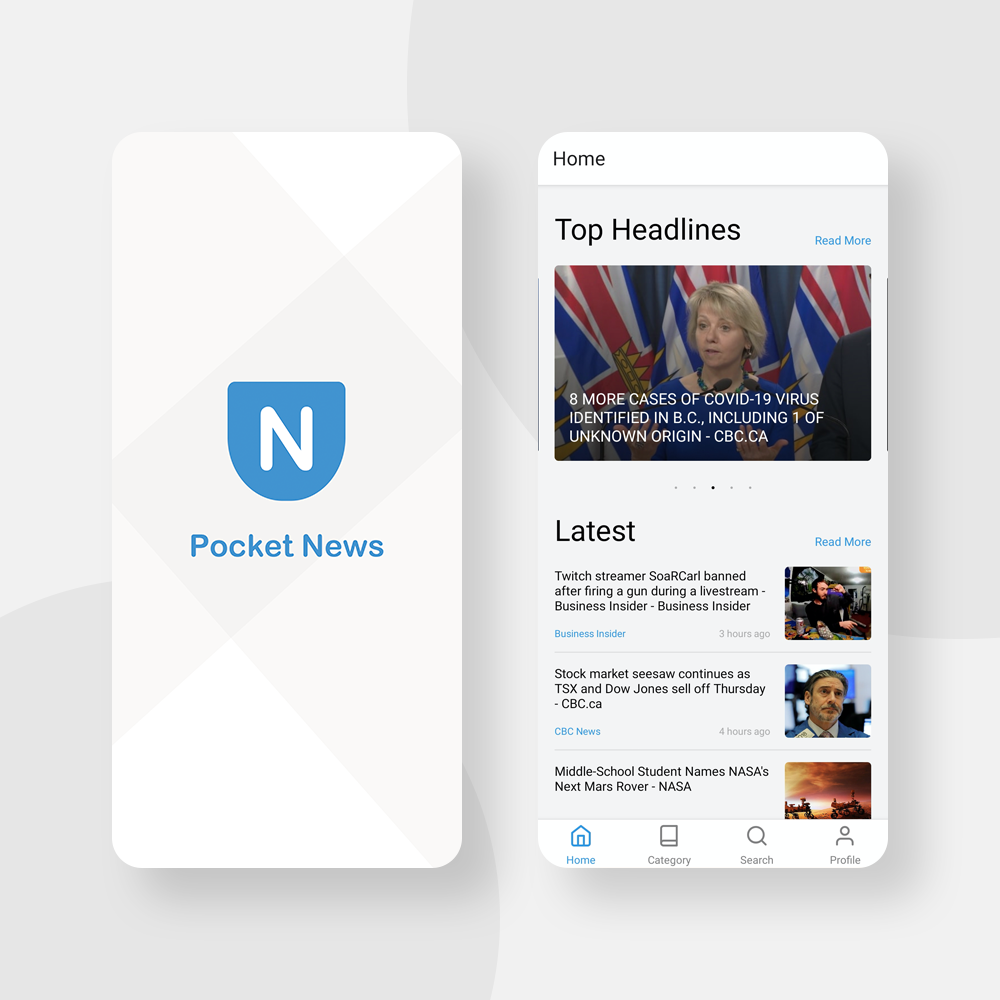 N
Pocket News
Home
Top Headlines
Read More
8 MORE CASES OF COVID-19 VIRUS
IDENTIFIED IN B.C., INCLUDING 1 OF
UNKNOWN ORIGIN - CBC.CA
Latest
Read More
Twitch streamer SoaRCarl banned
after firing a gun during a livestream -
Business Insider - Business Insider
Business Insider
3 hours ago
Stock market seesaw continues as
TSX and Dow Jones sell off Thursday
- CBC.ca
CBC News
4 hours ago
Middle-School Student Names NASA's
Next Mars Rover - NASA
Home
Category
Search
Profile